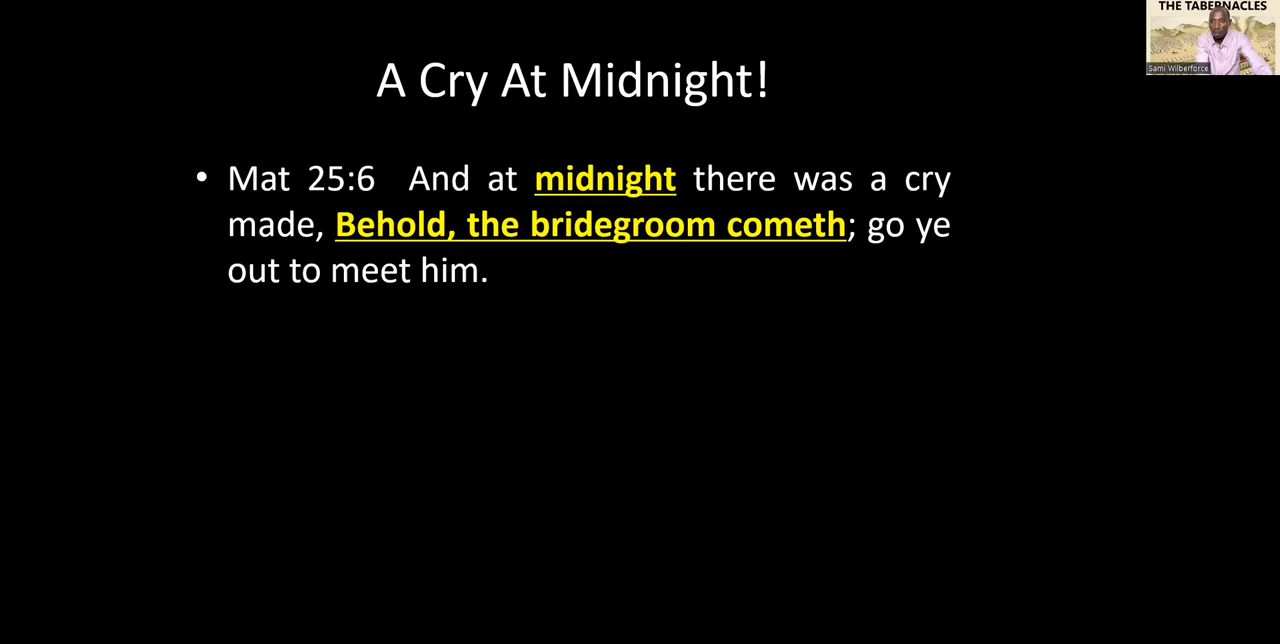 THE TABERNACLES
Sami Wilberforce
A Cry At Midnight!
• Mat 25:6 And at midnight there was a cry
made, Behold, the bridegroom cometh; go ye
out to meet him.